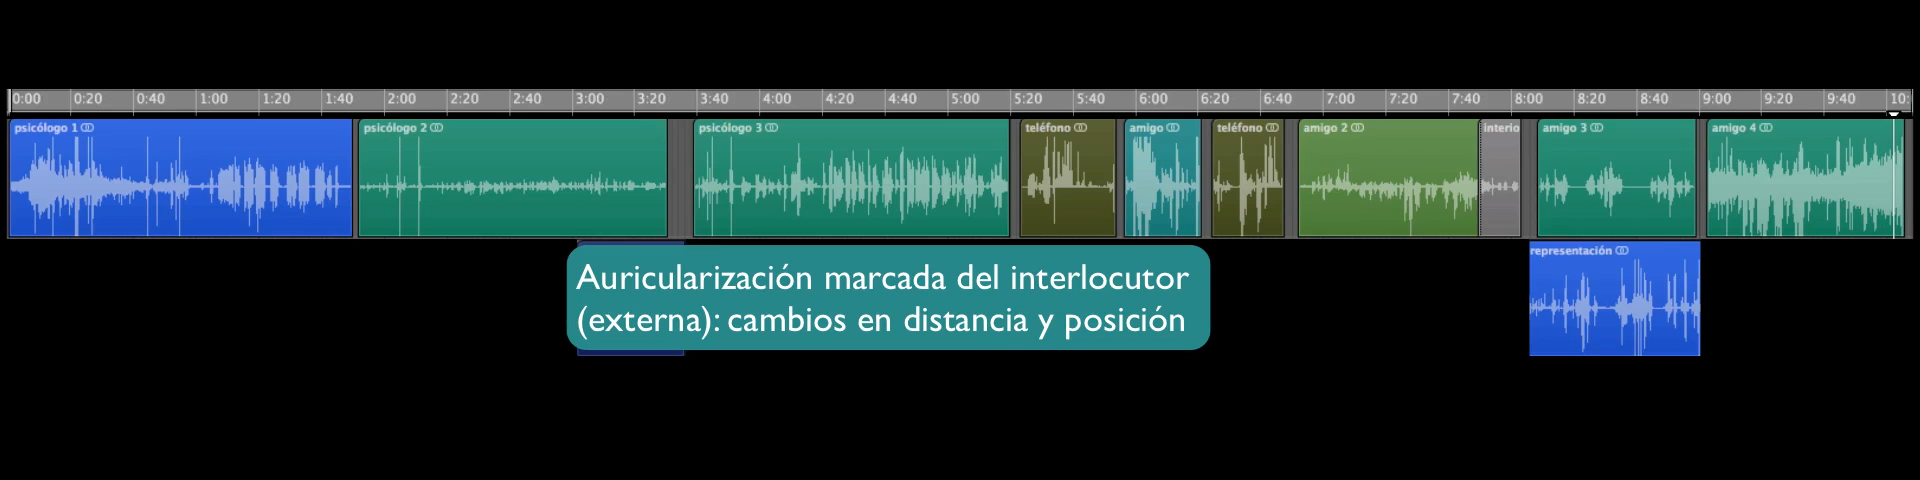 0:00 0:20 0:40 1:00 1:20 1:40 2:00 2:20 2:40 3:00 3:20 3:40 4:00 4:20 4:40 5:00 5:20 5:40 6:00 6:20 6:40 7:00 7:20 7:40 8:00 8:20 8:40 9:00 9:20 9:40 10:
psicólogo 1 psicólogo 2 psicólogo 3 teléfono amigo teléfono amigo 2 interlo amigo 3 amigo 4
representación
Auricularización marcada del interlocutor
(externa): cambios en distancia y posición